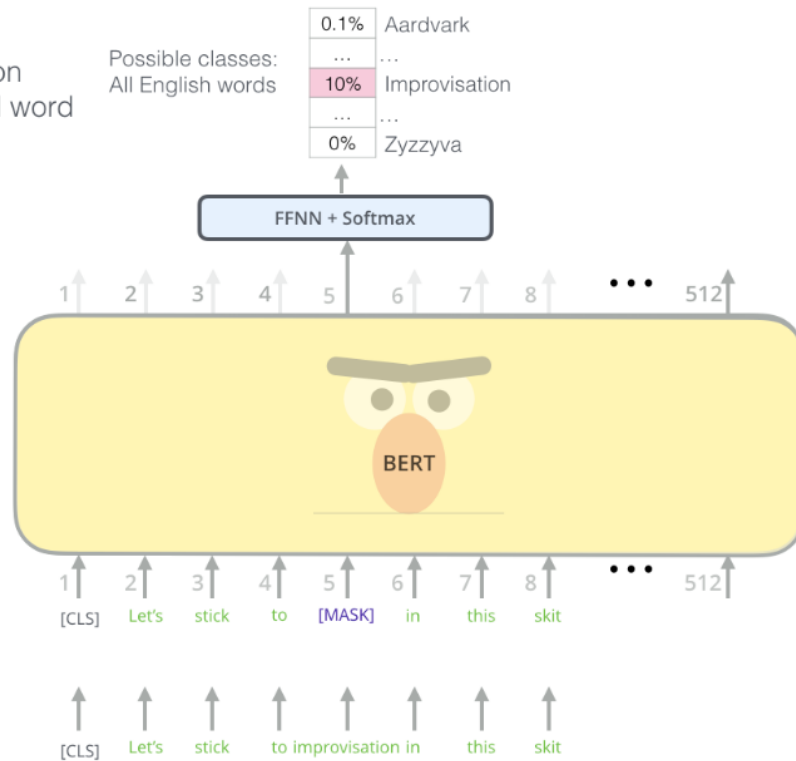 0.1% Aardvark
Possible classes: ... ...
on All English words 10% Improvisation
word ... ...
0% Zyzzyva
FFNN + Softmax
1 2 3 4 5 6 7 8 ••• 512
BERT
1 2 3 4 5 6 7 8 ••• 512
[CLS] Let's stick to [MASK] in this skit
[CLS] Let's stick to improvisation in this skit